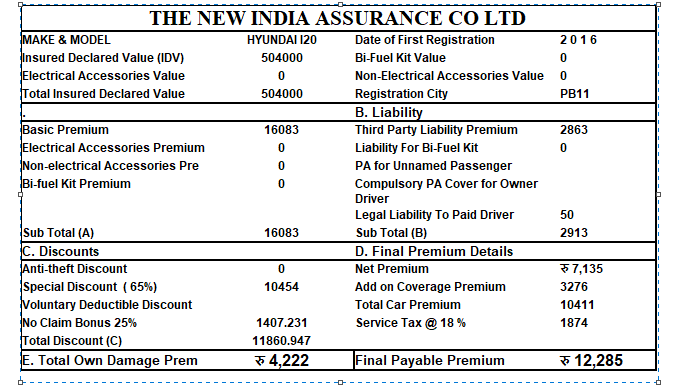 THE NEW INDIA ASSURANCE CO LTD
MAKE & MODEL HYUNDAI I20 Date of First Registration 2 0 1 6
Insured Declared Value (IDV) 504000 Bi-Fuel Kit Value 0
Electrical Accessories Value 0 Non-Electrical Accessories Value 0
Total Insured Declared Value 504000 Registration City PB11
. B. Liability
Basic Premium 16083 Third Party Liability Premium 2863
Electrical Accessories Premium 0 Liability For Bi-Fuel Kit 0
Non-electrical Accessories Pre 0 PA for Unnamed Passenger
Bi-fuel Kit Premium 0 Compulsory PA Cover for Owner
Driver
Legal Liability To Paid Driver 50
Sub Total (A) 16083 Sub Total (B) 2913
C. Discounts D. Final Premium Details
Anti-theft Discount 0 Net Premium रु 7,135
Special Discount ( 65%) 10454 Add on Coverage Premium 3276
Voluntary Deductible Discount Total Car Premium 10411
No Claim Bonus 25% 1407.231 Service Tax @ 18 % 1874
Total Discount (C) 11860.947
E. Total Own Damage Prem रु 4,222 Final Payable Premium रु 12,285